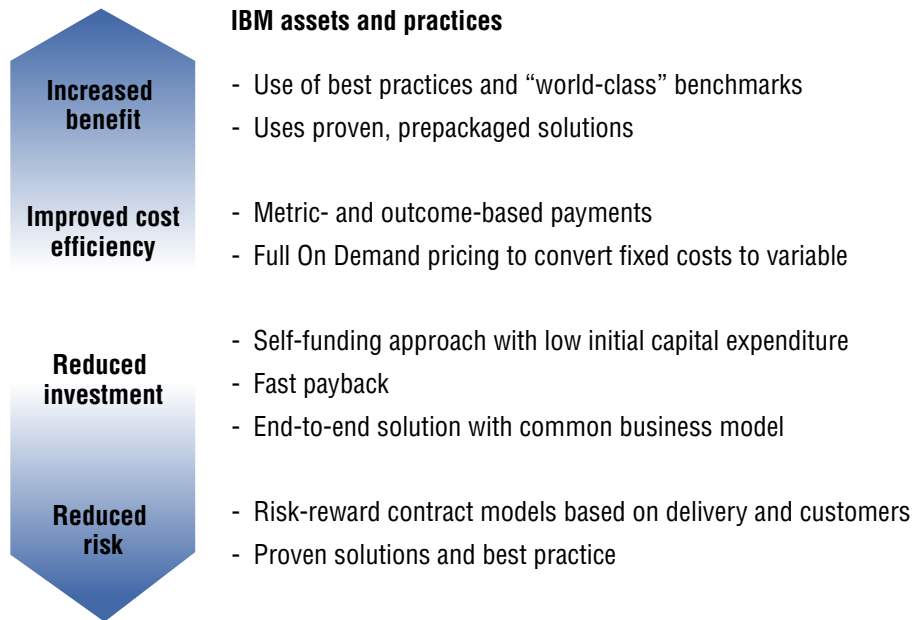 IBM assets and practices
Increased
benefit
- Use of best practices and “world-class” benchmarks
- Uses proven, prepackaged solutions
Improved cost
efficiency
- Metric- and outcome-based payments
- Full On Demand pricing to convert fixed costs to variable
Reduced
investment
- Self-funding approach with low initial capital expenditure
- Fast payback
- End-to-end solution with common business model
Reduced
risk
- Risk-reward contract models based on delivery and customers
- Proven solutions and best practice